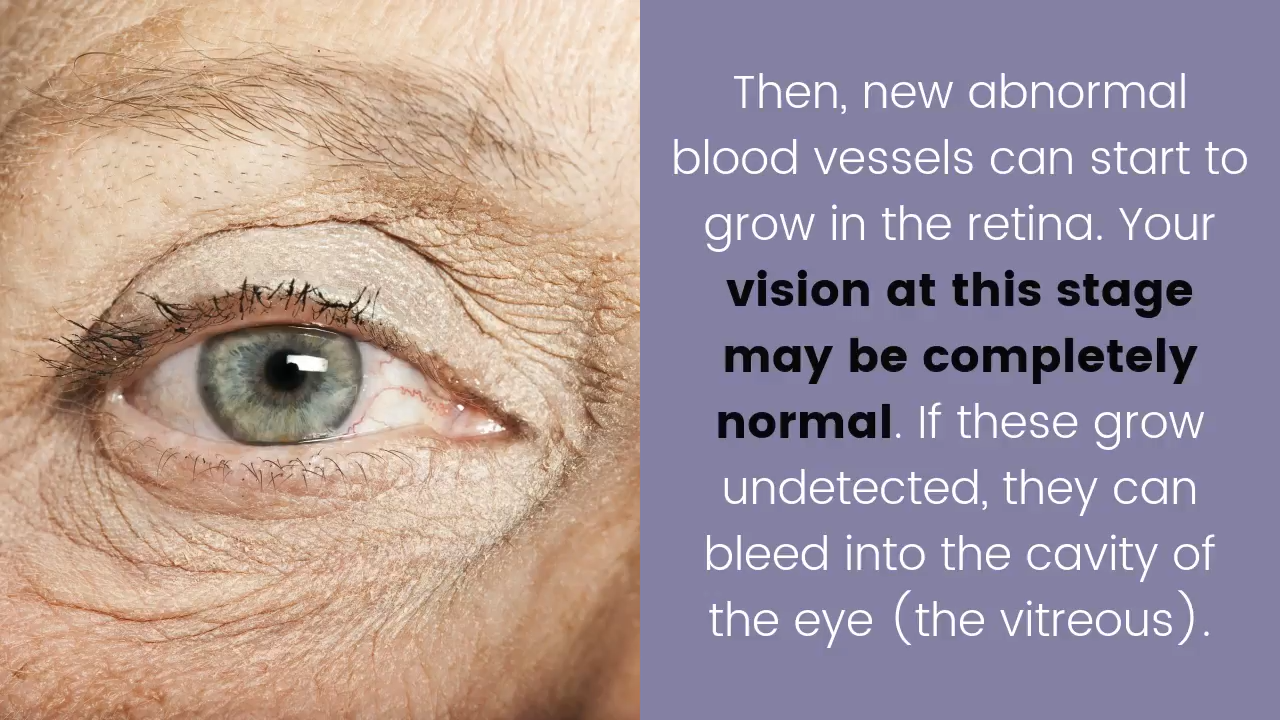 Then, new abnormal
blood vessels can start to
grow in the retina. Your
vision at this stage
may be completely
normal. If these grow
undetected, they can
bleed into the cavity of
the eye (the vitreous).